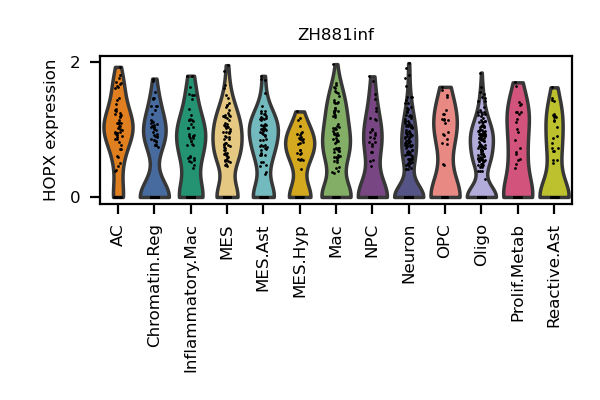 ZH881inf
HOPX expression
2
0
AC
Chromatin.Reg
Inflammatory.Mac
MES
MES.Ast
MES.Hyp
Mac
NPC
Neuron
OPC
Oligo
Prolif.Metab
Reactive.Ast